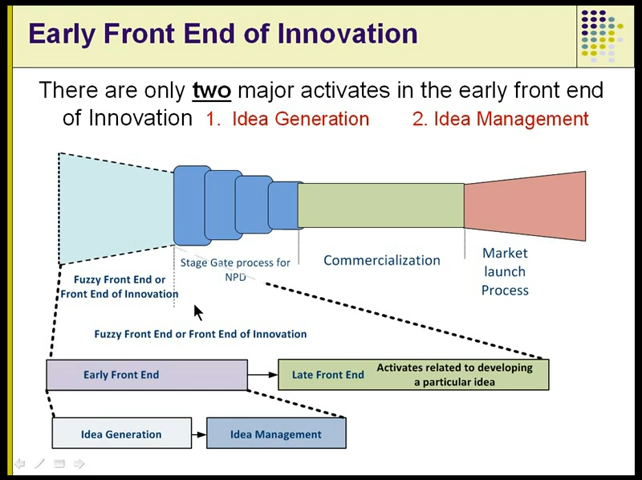 Early Front End of Innovation
There are only two major activates in the early front end
of Innovation 1. Idea Generation 2. Idea Management
Fuzzy Front End or
Front End of Innovation
Stage Gate process for
NPD
Commercialization
Market
launch
Process
Fuzzy Front End or Front End of Innovation
Early Front End
Late Front End
Activates related to developing
a particular idea
Idea Generation
Idea Management